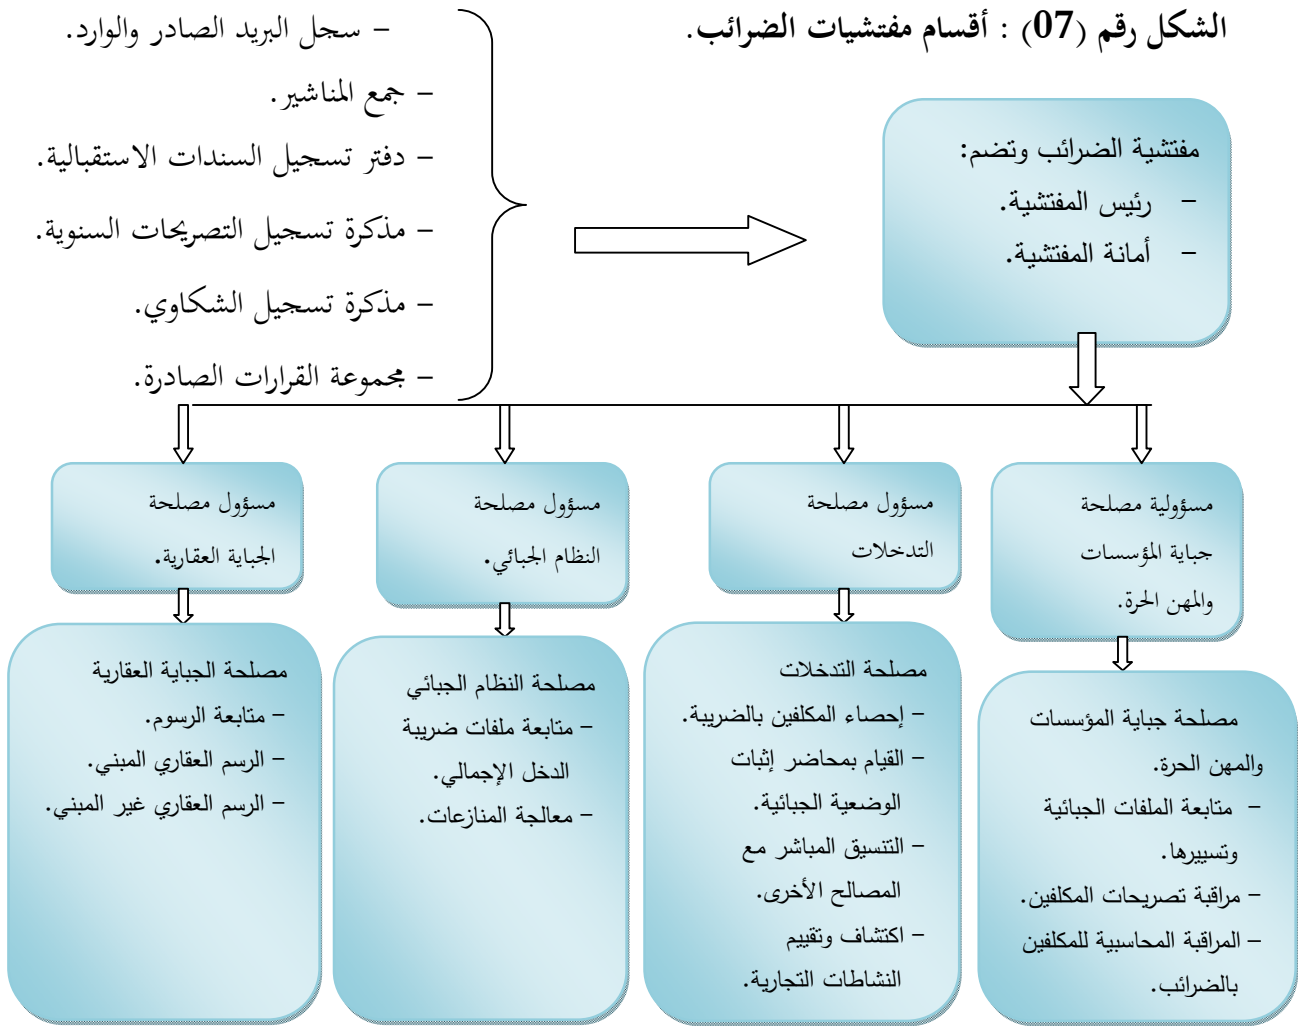 الشكل رقم (07) : أقسام مفتشيات الضرائب.
مفتشية الضرائب وتضم:
– رئيس المفتشية.
– أمانة المفتشية.
– سجل البريد الصادر والوارد.
– جمع المناشير.
– دفتر تسجيل السندات الاستقبالية.
– مذكرة تسجيل التصريحات السنوية.
– مذكرة تسجيل الشكاوي.
– مجموعة القرارات الصادرة.
مسؤولية مصلحة
جباية المؤسسات
والمهن الحرة.
مسؤول مصلحة
التدخلات
مسؤول مصلحة
النظام الجبائي.
مسؤول مصلحة
الجباية العقارية.
مصلحة جباية المؤسسات
والمهن الحرة.
– متابعة الملفات الجبائية
وتسييرها.
– مراقبة تصريحات المكلفين.
– المراقبة المحاسبية للمكلفين
بالضرائب.
مصلحة التدخلات
– إحصاء المكلفين بالضريبة.
– القيام بمحاضر إثبات
الوضعية الجبائية.
– التنسيق المباشر مع
المصالح الأخرى.
– اكتشاف وتقييم
النشاطات التجارية.
مصلحة النظام الجبائي
– متابعة ملفات ضريبة
الدخل الإجمالي.
– معالجة المنازعات.
مصلحة الجباية العقارية
– متابعة الرسوم.
– الرسم العقاري المبني.
– الرسم العقاري غير المبني.